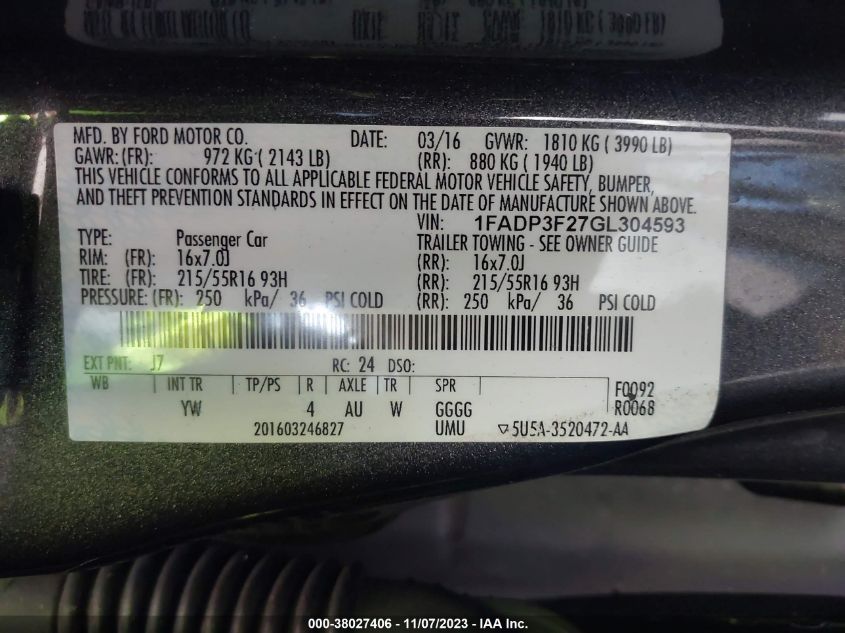 MFD. BY FORD MOTOR CO. DATE: 03/16 GVWR: 1810 KG ( 3990 LB)
GAWR: (FR): 972 KG ( 2143 LB) (RR): 880 KG ( 1940 LB)
THIS VEHICLE CONFORMS TO ALL APPLICABLE FEDERAL MOTOR VEHICLE SAFETY, BUMPER,
AND THEFT PREVENTION STANDARDS IN EFFECT ON THE DATE OF MANUFACTURE SHOWN ABOVE.
VIN: 1FADP3F27GL304593
TYPE: Passenger Car TRAILER TOWING - SEE OWNER GUIDE
RIM: (FR): 16x7.0J (RR): 16x7.0J
TIRE: (FR): 215/55R16 93H (RR): 215/55R16 93H
PRESSURE: (FR): 250 kPa/ 36 PSI COLD (RR): 250 kPa/ 36 PSI COLD
EXT PNT: J7 RC: 24 DSO:
WB INT TR TP/PS R AXLE TR SPR F0092
YW 4 AU W GGGG R0068
201603246827 UMU 5U5A-3520472-AA
000-38027406 - 11/07/2023 - IAA Inc.